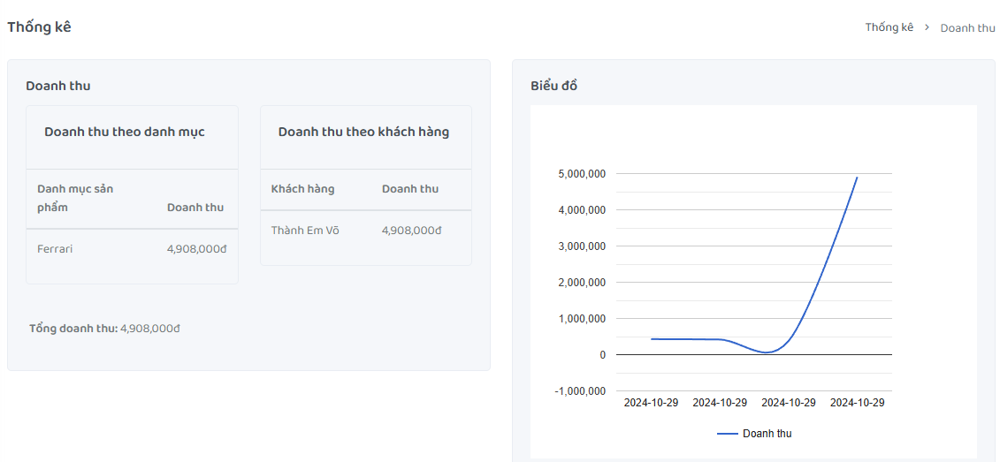 Thống kê
Thống kê > Doanh thu
Doanh thu
Doanh thu theo danh mục
Danh mục sản
phẩm
Doanh thu
Ferrari 4,908,000đ
Doanh thu theo khách hàng
Khách hàng Doanh thu
Thành Em Võ 4,908,000đ
Tổng doanh thu: 4,908,000đ
Biểu đồ
5,000,000
4,000,000
3,000,000
2,000,000
1,000,000
0
-1,000,000
2024-10-29 2024-10-29 2024-10-29 2024-10-29
Doanh thu